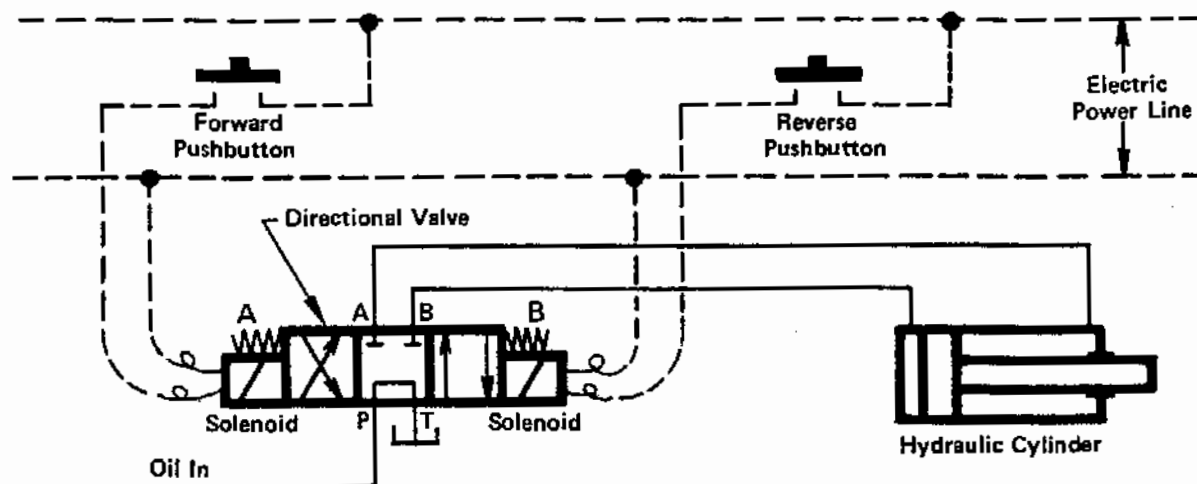 Forward
Pushbutton
Reverse
Pushbutton
Electric
Power Line
Directional Valve
A
A
B
B
Solenoid
P
T
Solenoid
Hydraulic Cylinder
Oil In